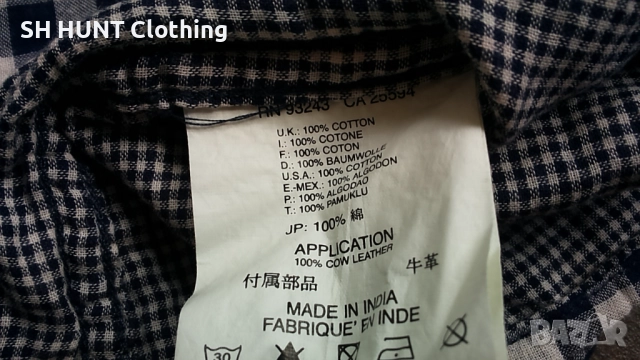 SH HUNT Clothing
RN 93243 CA 26594
U.K.: 100% COTTON
I.: 100% COTONE
F.: 100% COTON
D.: 100% BAUMWOLLE
U.S.A.: 100% COTTON
E.-MEX.: 100% ALGODON
P.: 100% ALGODAO
T.: 100% PAMUKLU
JP: 100% 綿
APPLICATION
100% COW LEATHER
付属部品 牛革
MADE IN INDIA
FABRIQUE' EN INDE
30
BAZAR